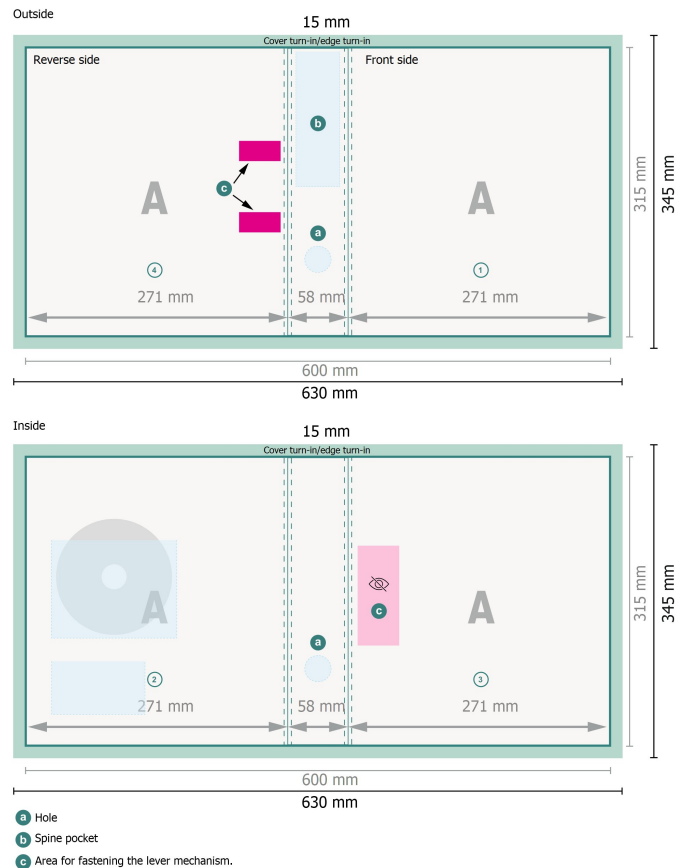 Outside
15 mm
Cover turn-in/edge turn-in
Reverse side
Front side
b
c
a
A
A
4
1
271 mm
58 mm
271 mm
315 mm
345 mm
600 mm
630 mm
Inside
15 mm
Cover turn-in/edge turn-in
A
c
A
a
2
3
271 mm
58 mm
271 mm
315 mm
345 mm
600 mm
630 mm
a Hole
b Spine pocket
c Area for fastening the lever mechanism.